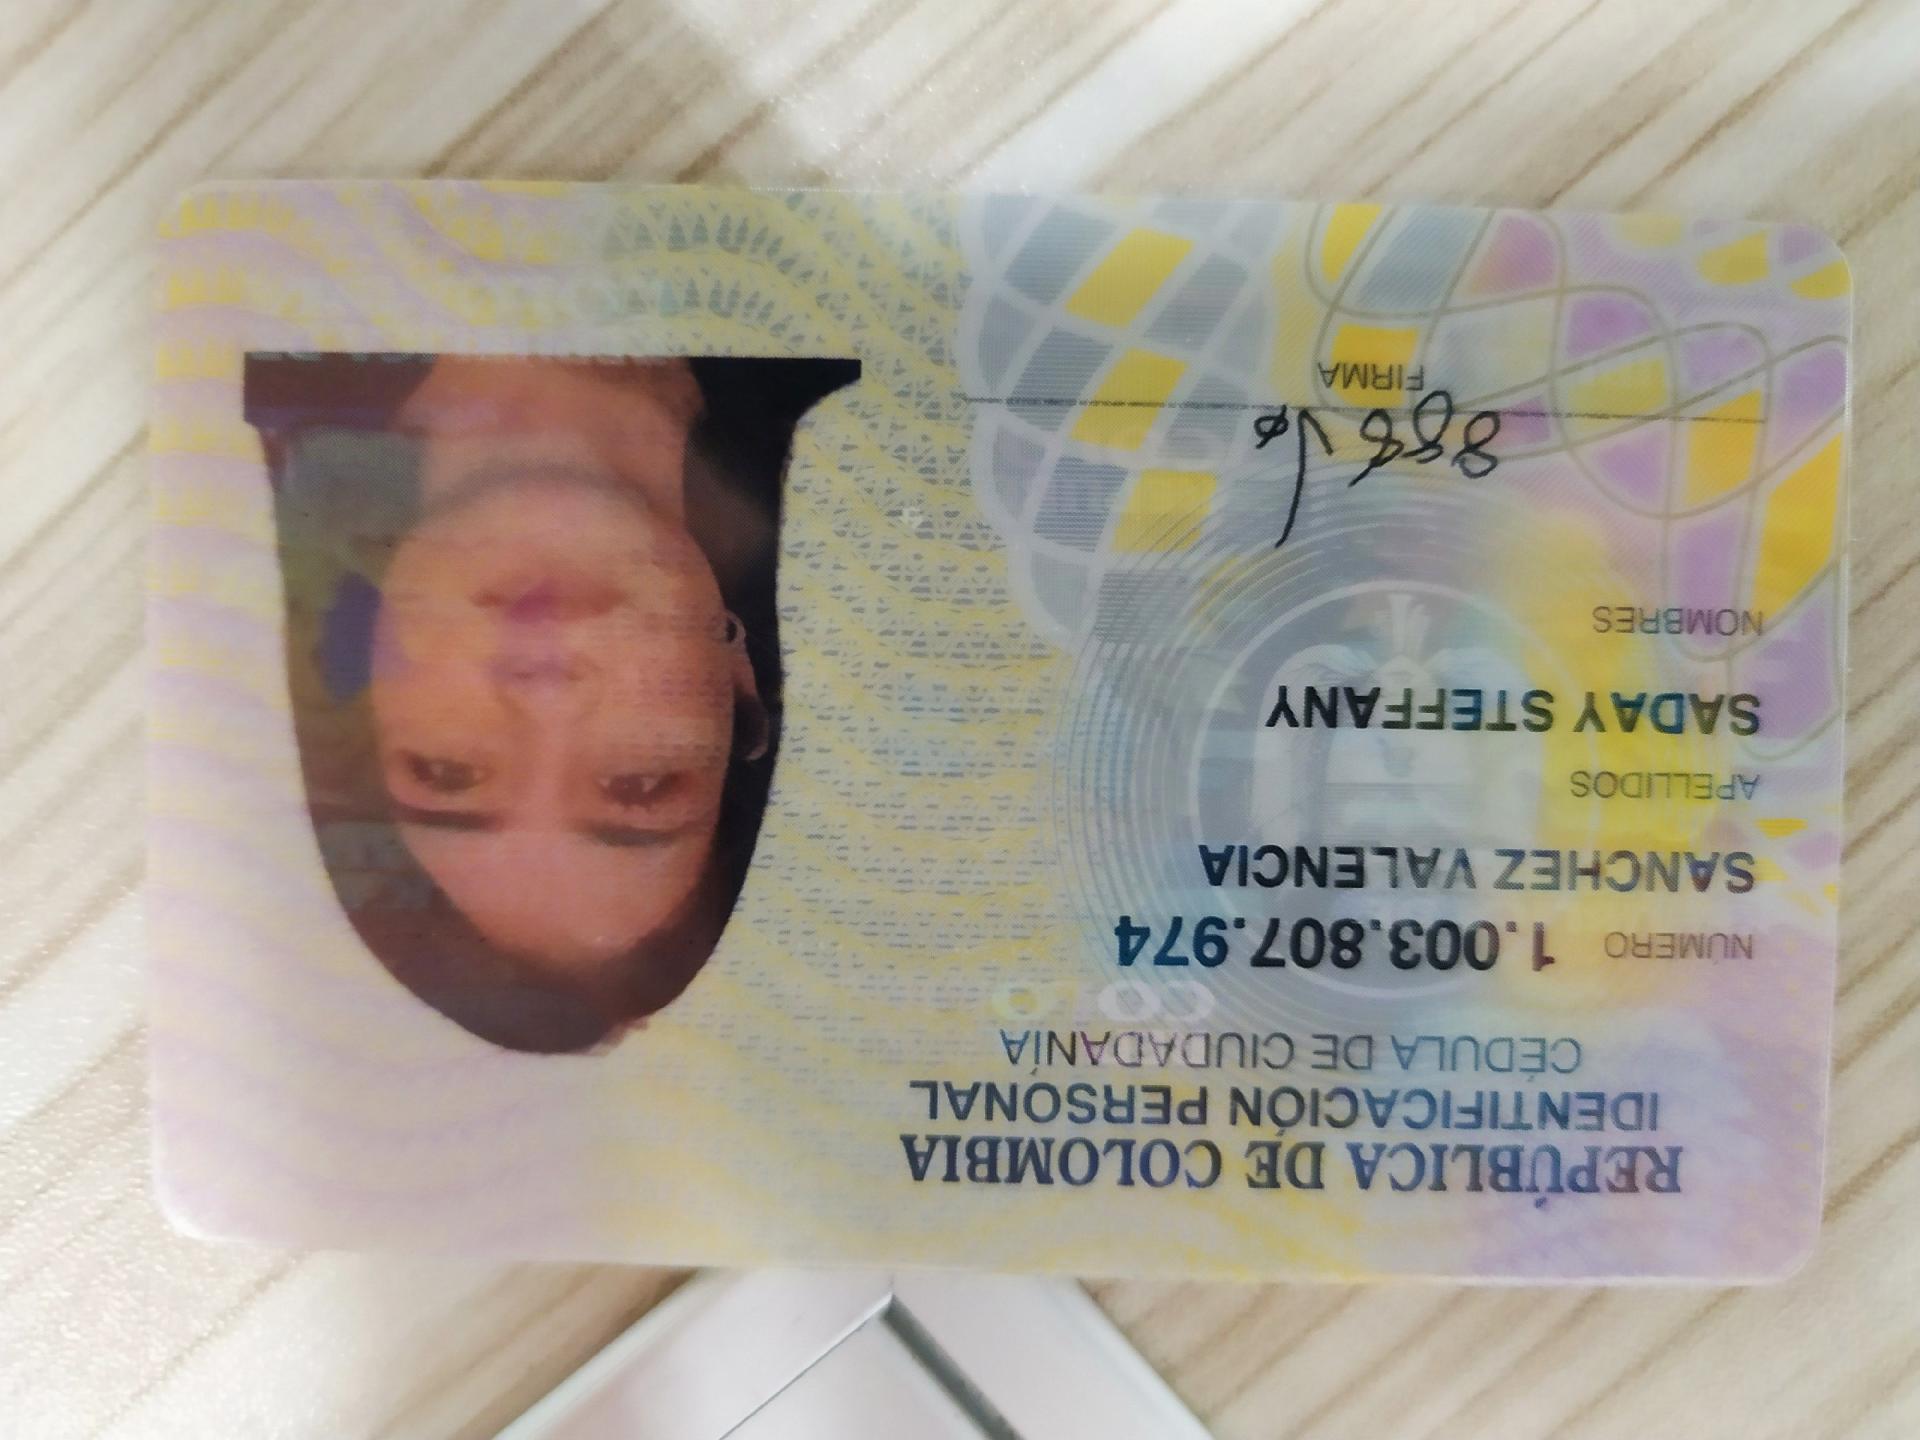 REPÚBLICA DE COLOMBIA
IDENTIFICACIÓN PERSONAL
CÉDULA DE CIUDADANÍA
NÚMERO 1.003.807.974
SANCHEZ VALENCIA
APELLIDOS
SADAY STEFFANY
NOMBRES
FIRMA